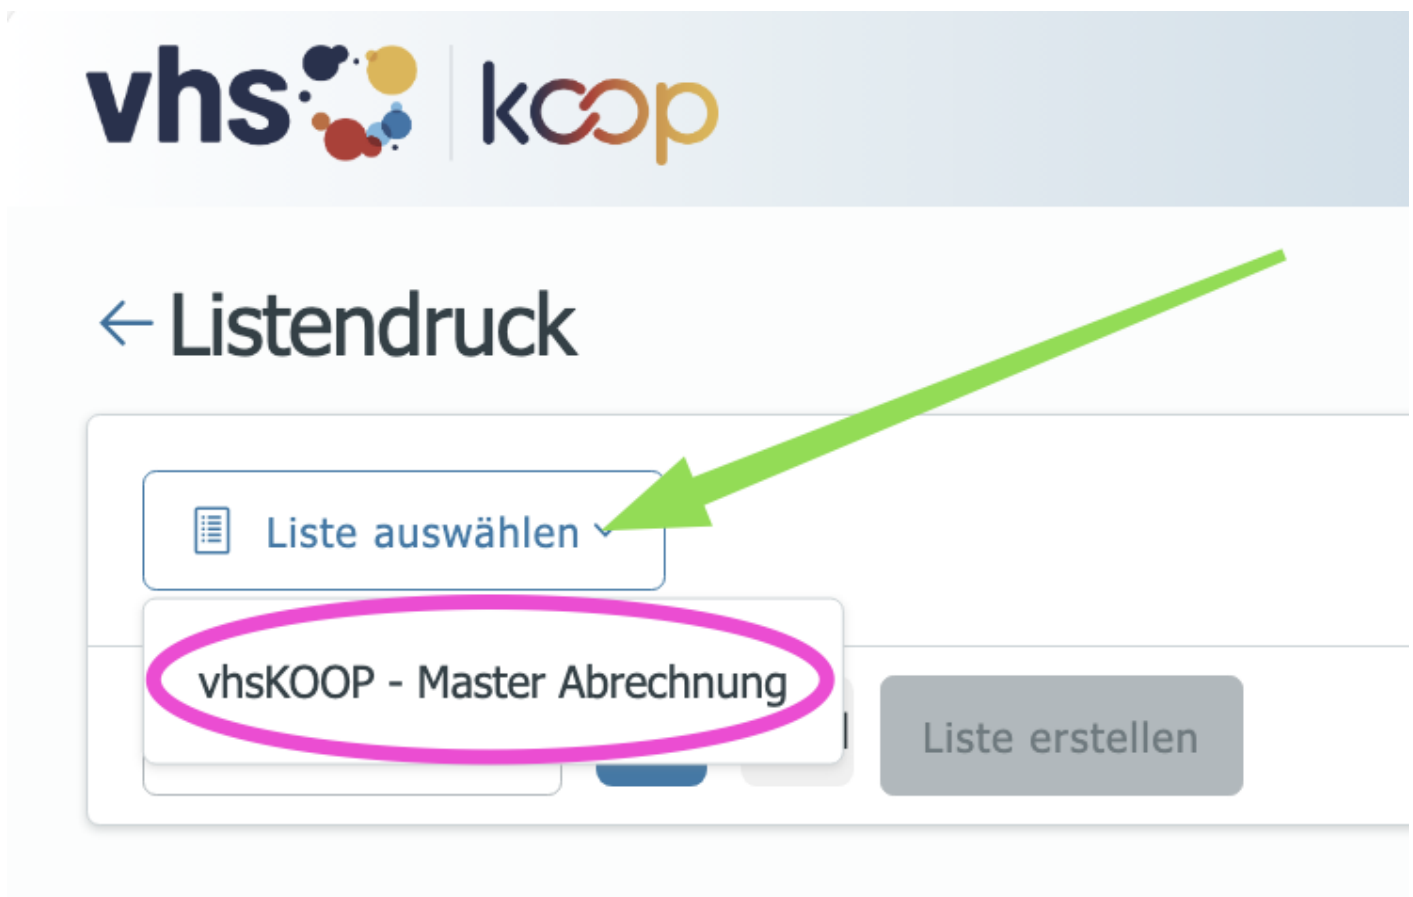 vhs koop
Listendruck
Liste auswählen
vhsKOOP - Master Abrechnung
Liste erstellen